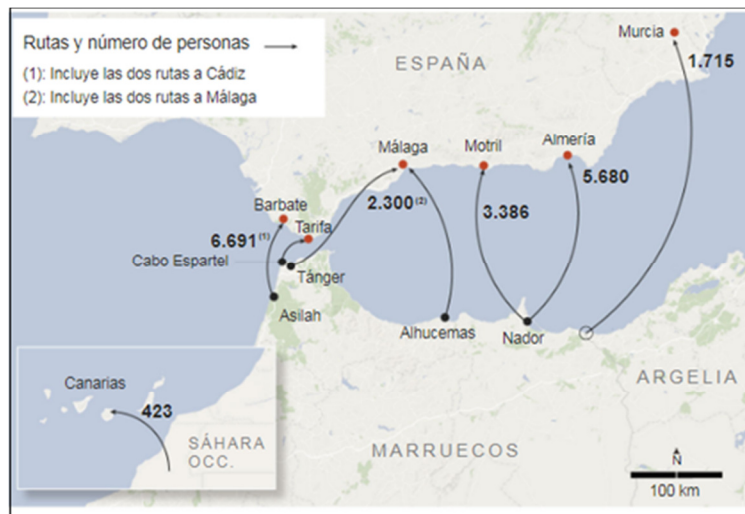 Rutas y número de personas
(1): Incluye las dos rutas a Cádiz
(2): Incluye las dos rutas a Málaga
Murcia
1.715
ESPAÑA
Málaga
Motril
Almería
5.680
Barbate
2.300(2)
3.386
6.691(1)
Tarifa
Cabo Espartel
Tánger
Asilah
Alhucemas
Nador
ARGELIA
Canarias
423
SÁHARA
OCC.
MARRUECOS
N
100 km